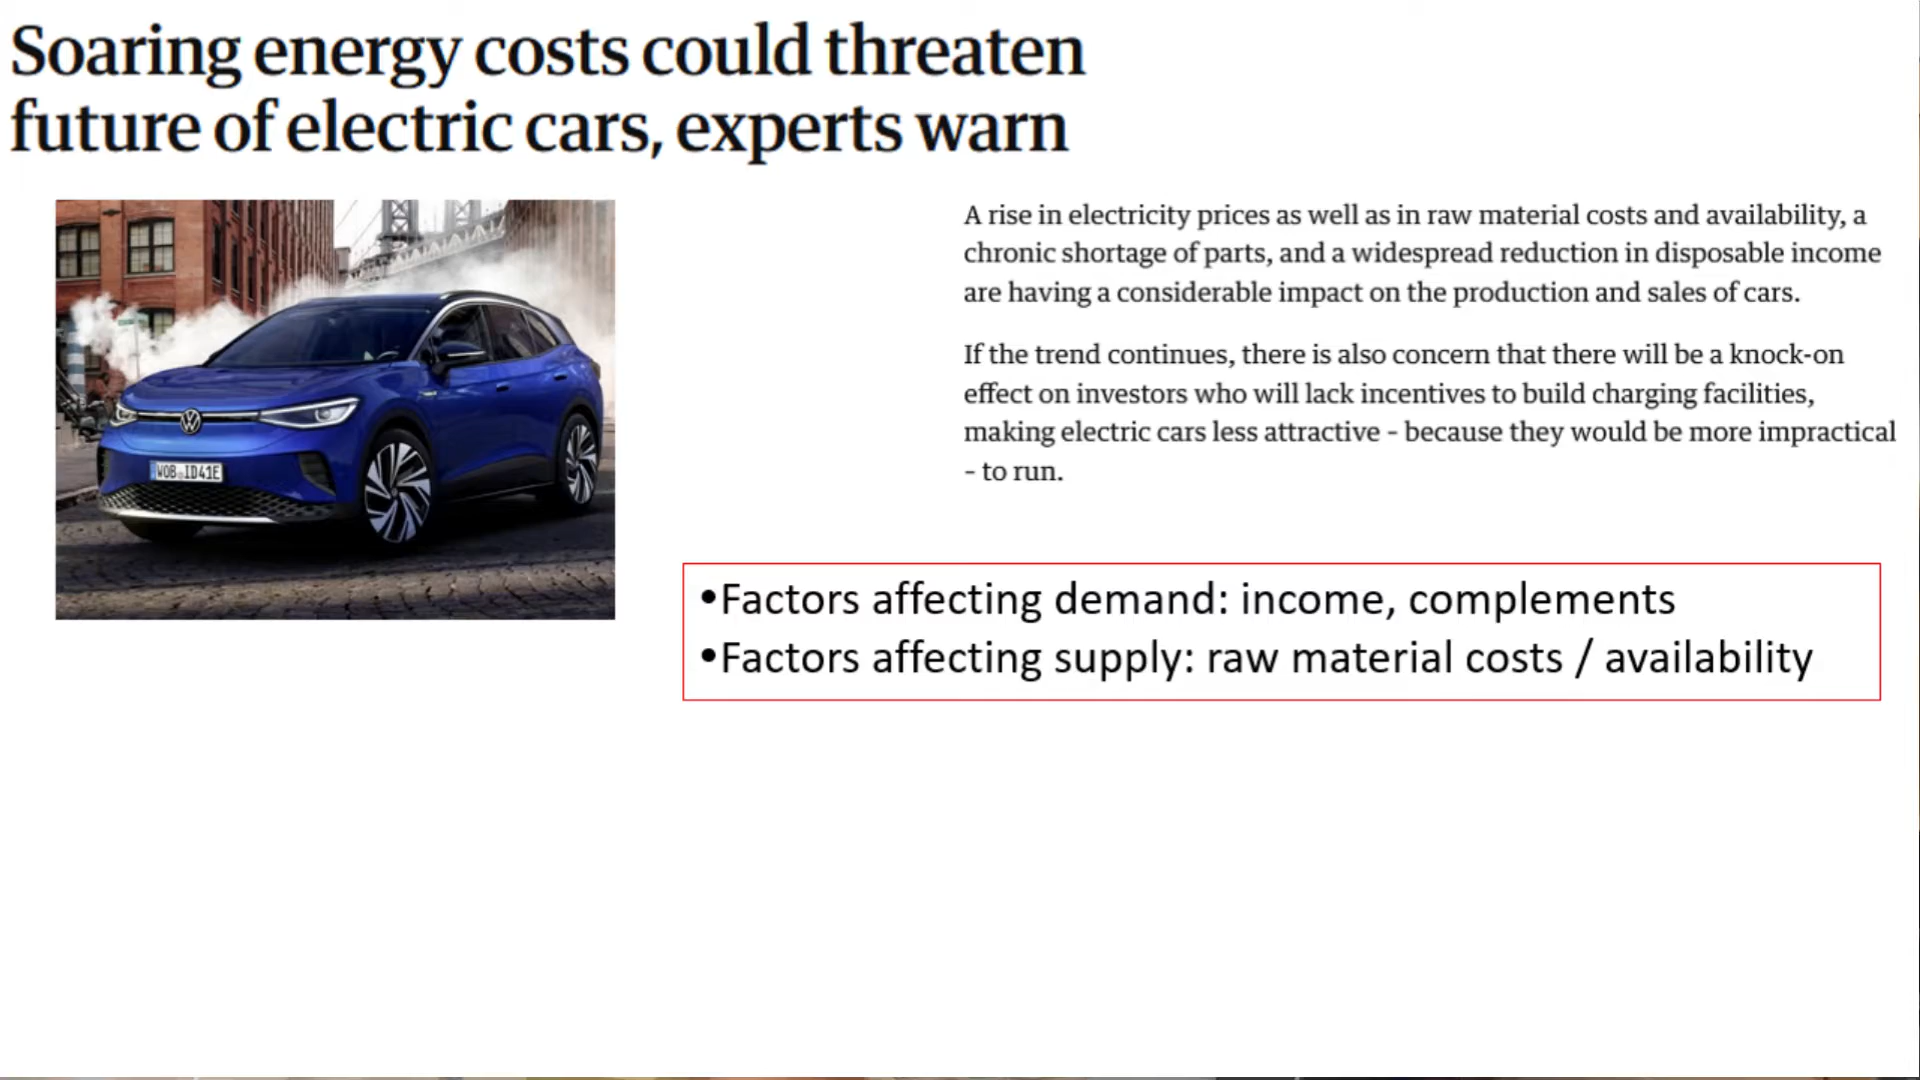 Soaring energy costs could threaten
future of electric cars, experts warn
A rise in electricity prices as well as in raw material costs and availability, a
chronic shortage of parts, and a widespread reduction in disposable income
are having a considerable impact on the production and sales of cars.
If the trend continues, there is also concern that there will be a knock-on
effect on investors who will lack incentives to build charging facilities,
making electric cars less attractive – because they would be more impractical
– to run.
WOB ID41E
•Factors affecting demand: income, complements
•Factors affecting supply: raw material costs / availability